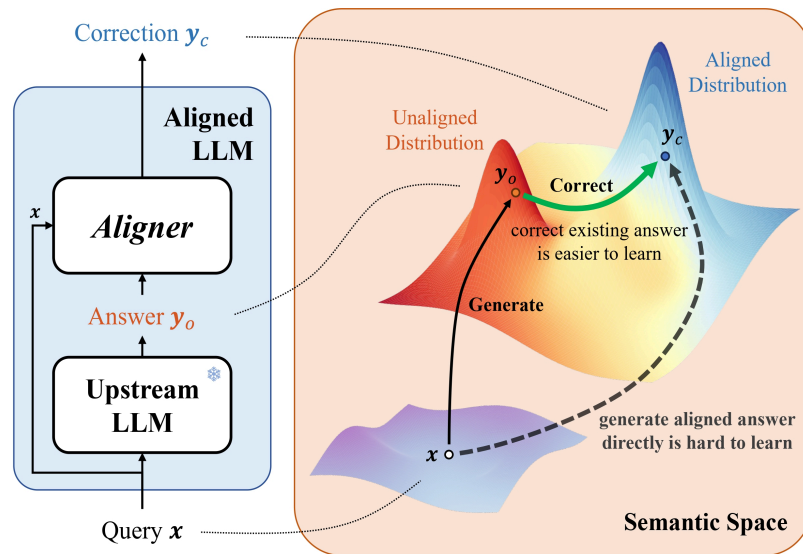 Correction y_c
Aligned
LLM
x
Aligner
Answer y_o
Upstream
LLM
Query x
Aligned
Distribution
Unaligned
Distribution
y_c
y_o
Correct
correct existing answer
is easier to learn
Generate
generate aligned answer
directly is hard to learn
x
Semantic Space